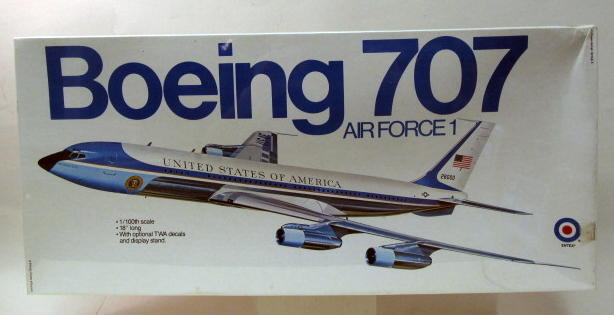 Boeing 707
AIR FORCE 1
UNITED STATES OF AMERICA
26000
• 1/100th scale
• 18" long
• With optional TWA decals
and display stand.
ENTEX